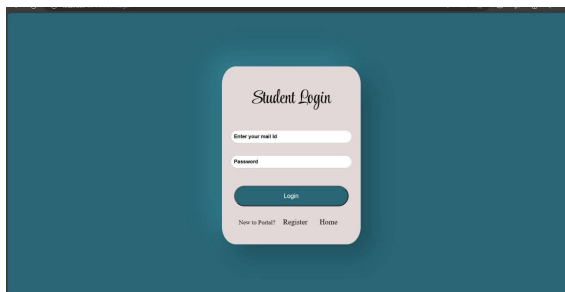 Student Login
Enter your mail Id
Password
Login
New to Portal? Register Home